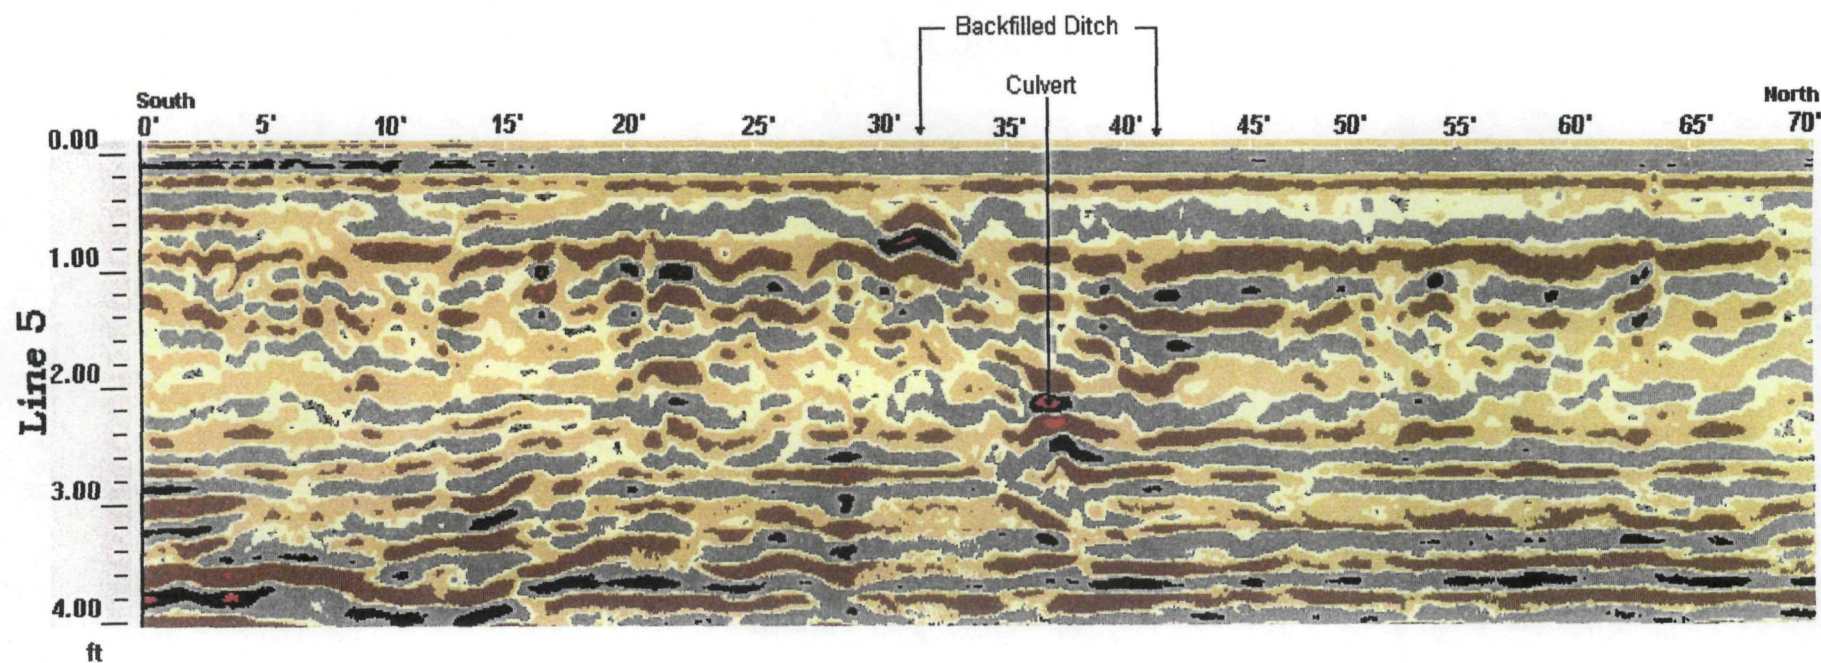 Backfilled Ditch
Culvert
South
North
0' 5' 10' 15' 20' 25' 30' 35' 40' 45' 50' 55' 60' 65' 70'
0.00
1.00
2.00
3.00
4.00
ft
Line 5